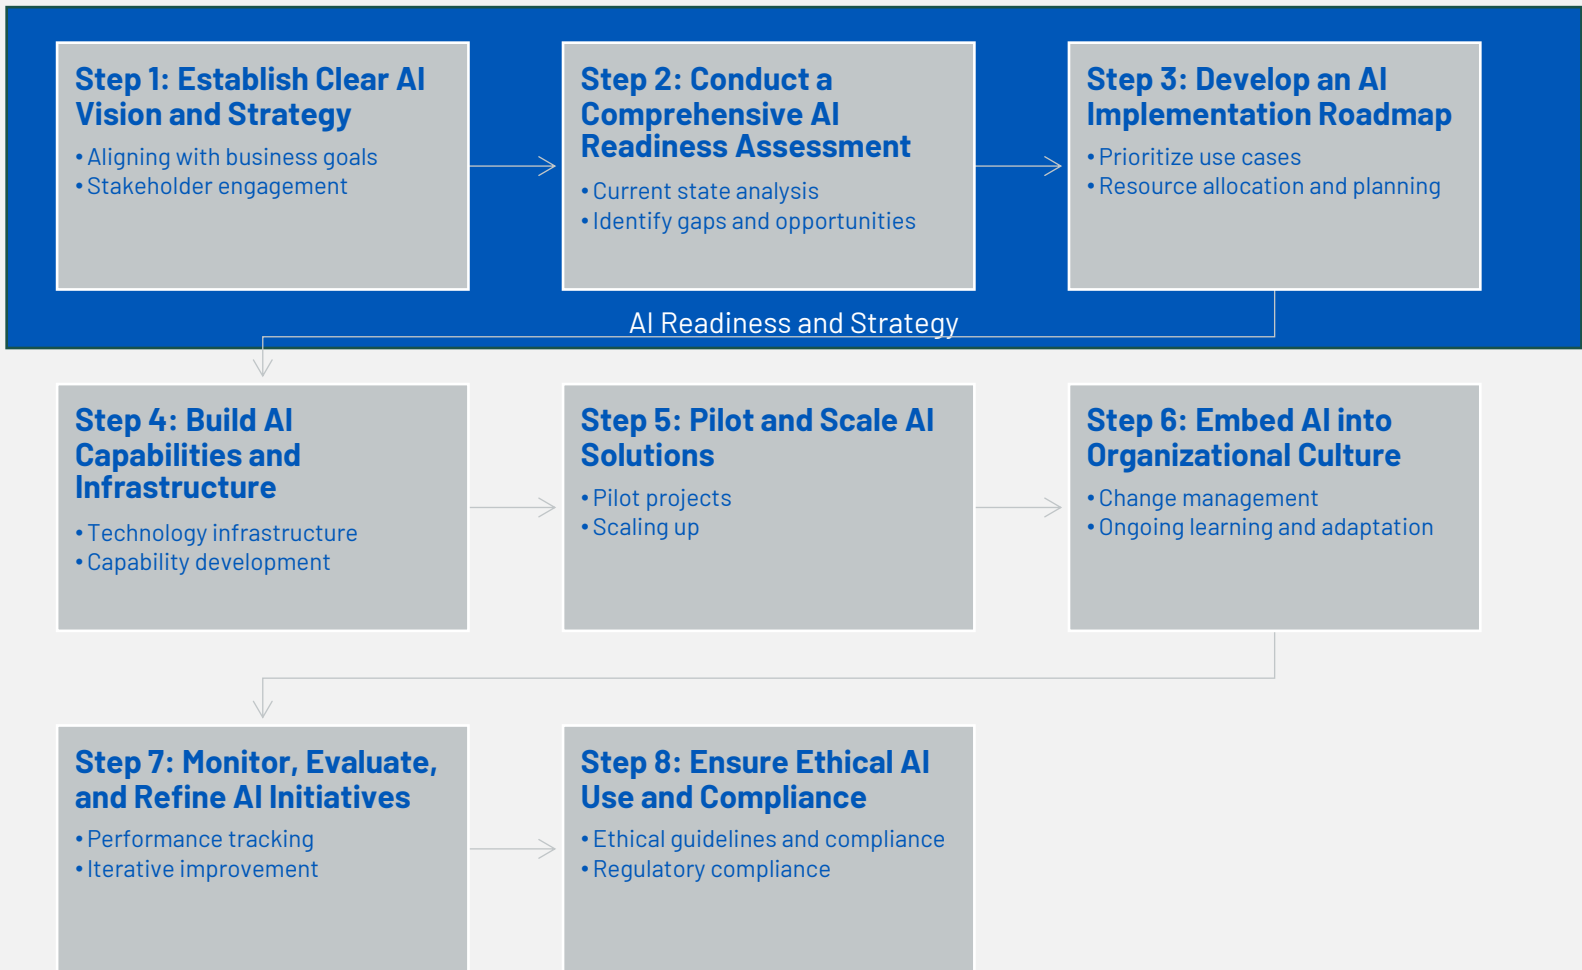 Step 1: Establish Clear AI
Vision and Strategy
• Aligning with business goals
• Stakeholder engagement
Step 2: Conduct a
Comprehensive AI
Readiness Assessment
• Current state analysis
• Identify gaps and opportunities
Step 3: Develop an AI
Implementation Roadmap
• Prioritize use cases
• Resource allocation and planning
AI Readiness and Strategy
Step 4: Build AI
Capabilities and
Infrastructure
• Technology infrastructure
• Capability development
Step 5: Pilot and Scale AI
Solutions
• Pilot projects
• Scaling up
Step 6: Embed AI into
Organizational Culture
• Change management
• Ongoing learning and adaptation
Step 7: Monitor, Evaluate,
and Refine AI Initiatives
• Performance tracking
• Iterative improvement
Step 8: Ensure Ethical AI
Use and Compliance
• Ethical guidelines and compliance
• Regulatory compliance